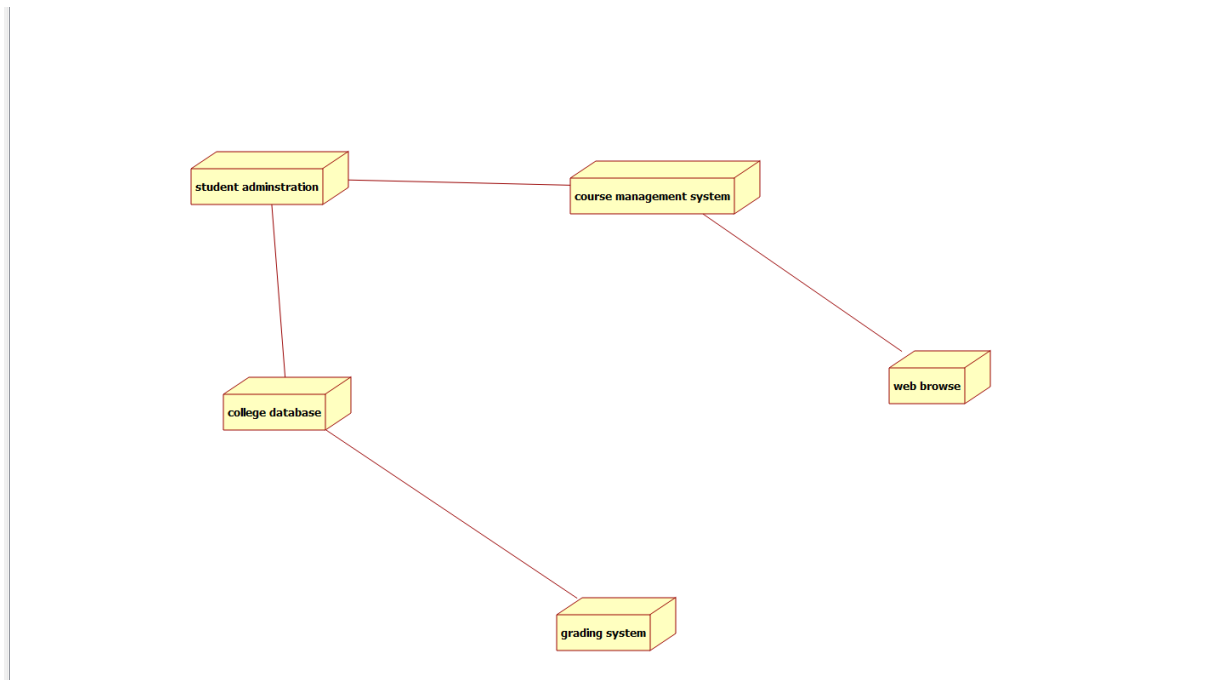 student adminstration
course management system
web browse
college database
grading system